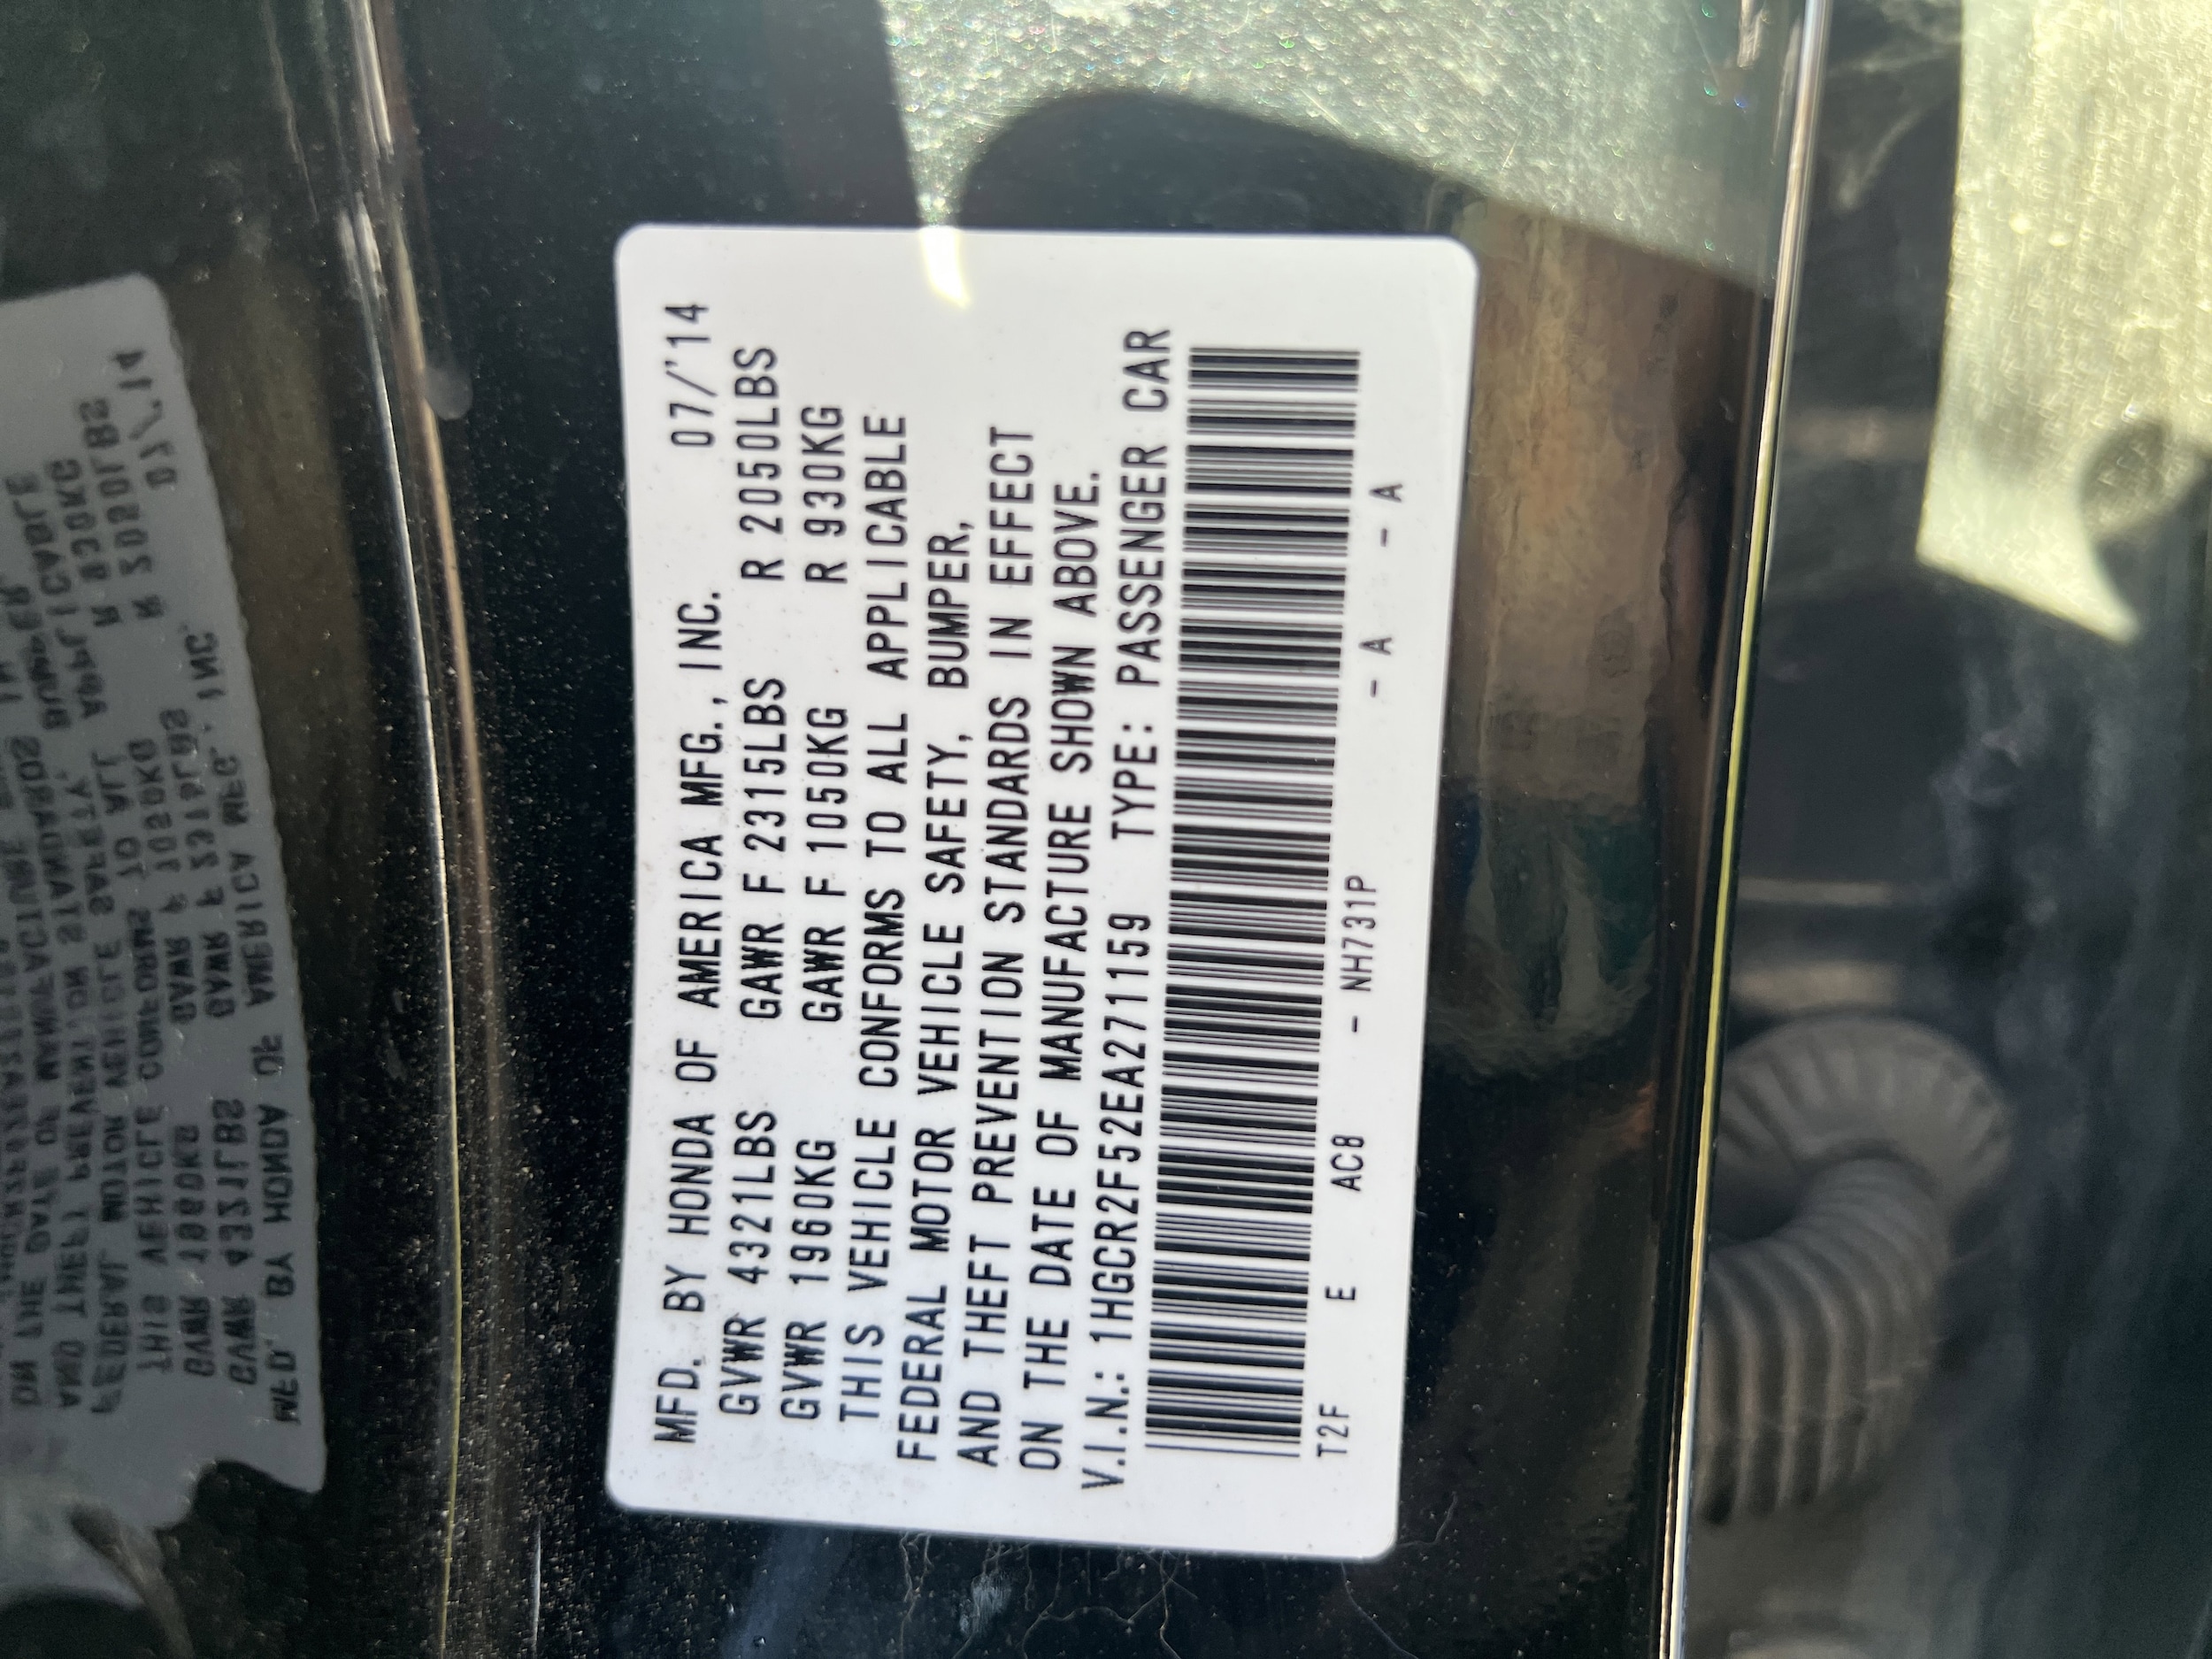 MFD. BY HONDA OF AMERICA MFG., INC. 07/'14
GVWR 4321LBS GAWR F 2315LBS R 2050LBS
GVWR 1960KG GAWR F 1050KG R 930KG
THIS VEHICLE CONFORMS TO ALL APPLICABLE
FEDERAL MOTOR VEHICLE SAFETY, BUMPER,
AND THEFT PREVENTION STANDARDS IN EFFECT
ON THE DATE OF MANUFACTURE SHOWN ABOVE.
V.I.N.: 1HGCR2F52EA271159 TYPE: PASSENGER CAR
T2F E AC8 - NH731P - A - A